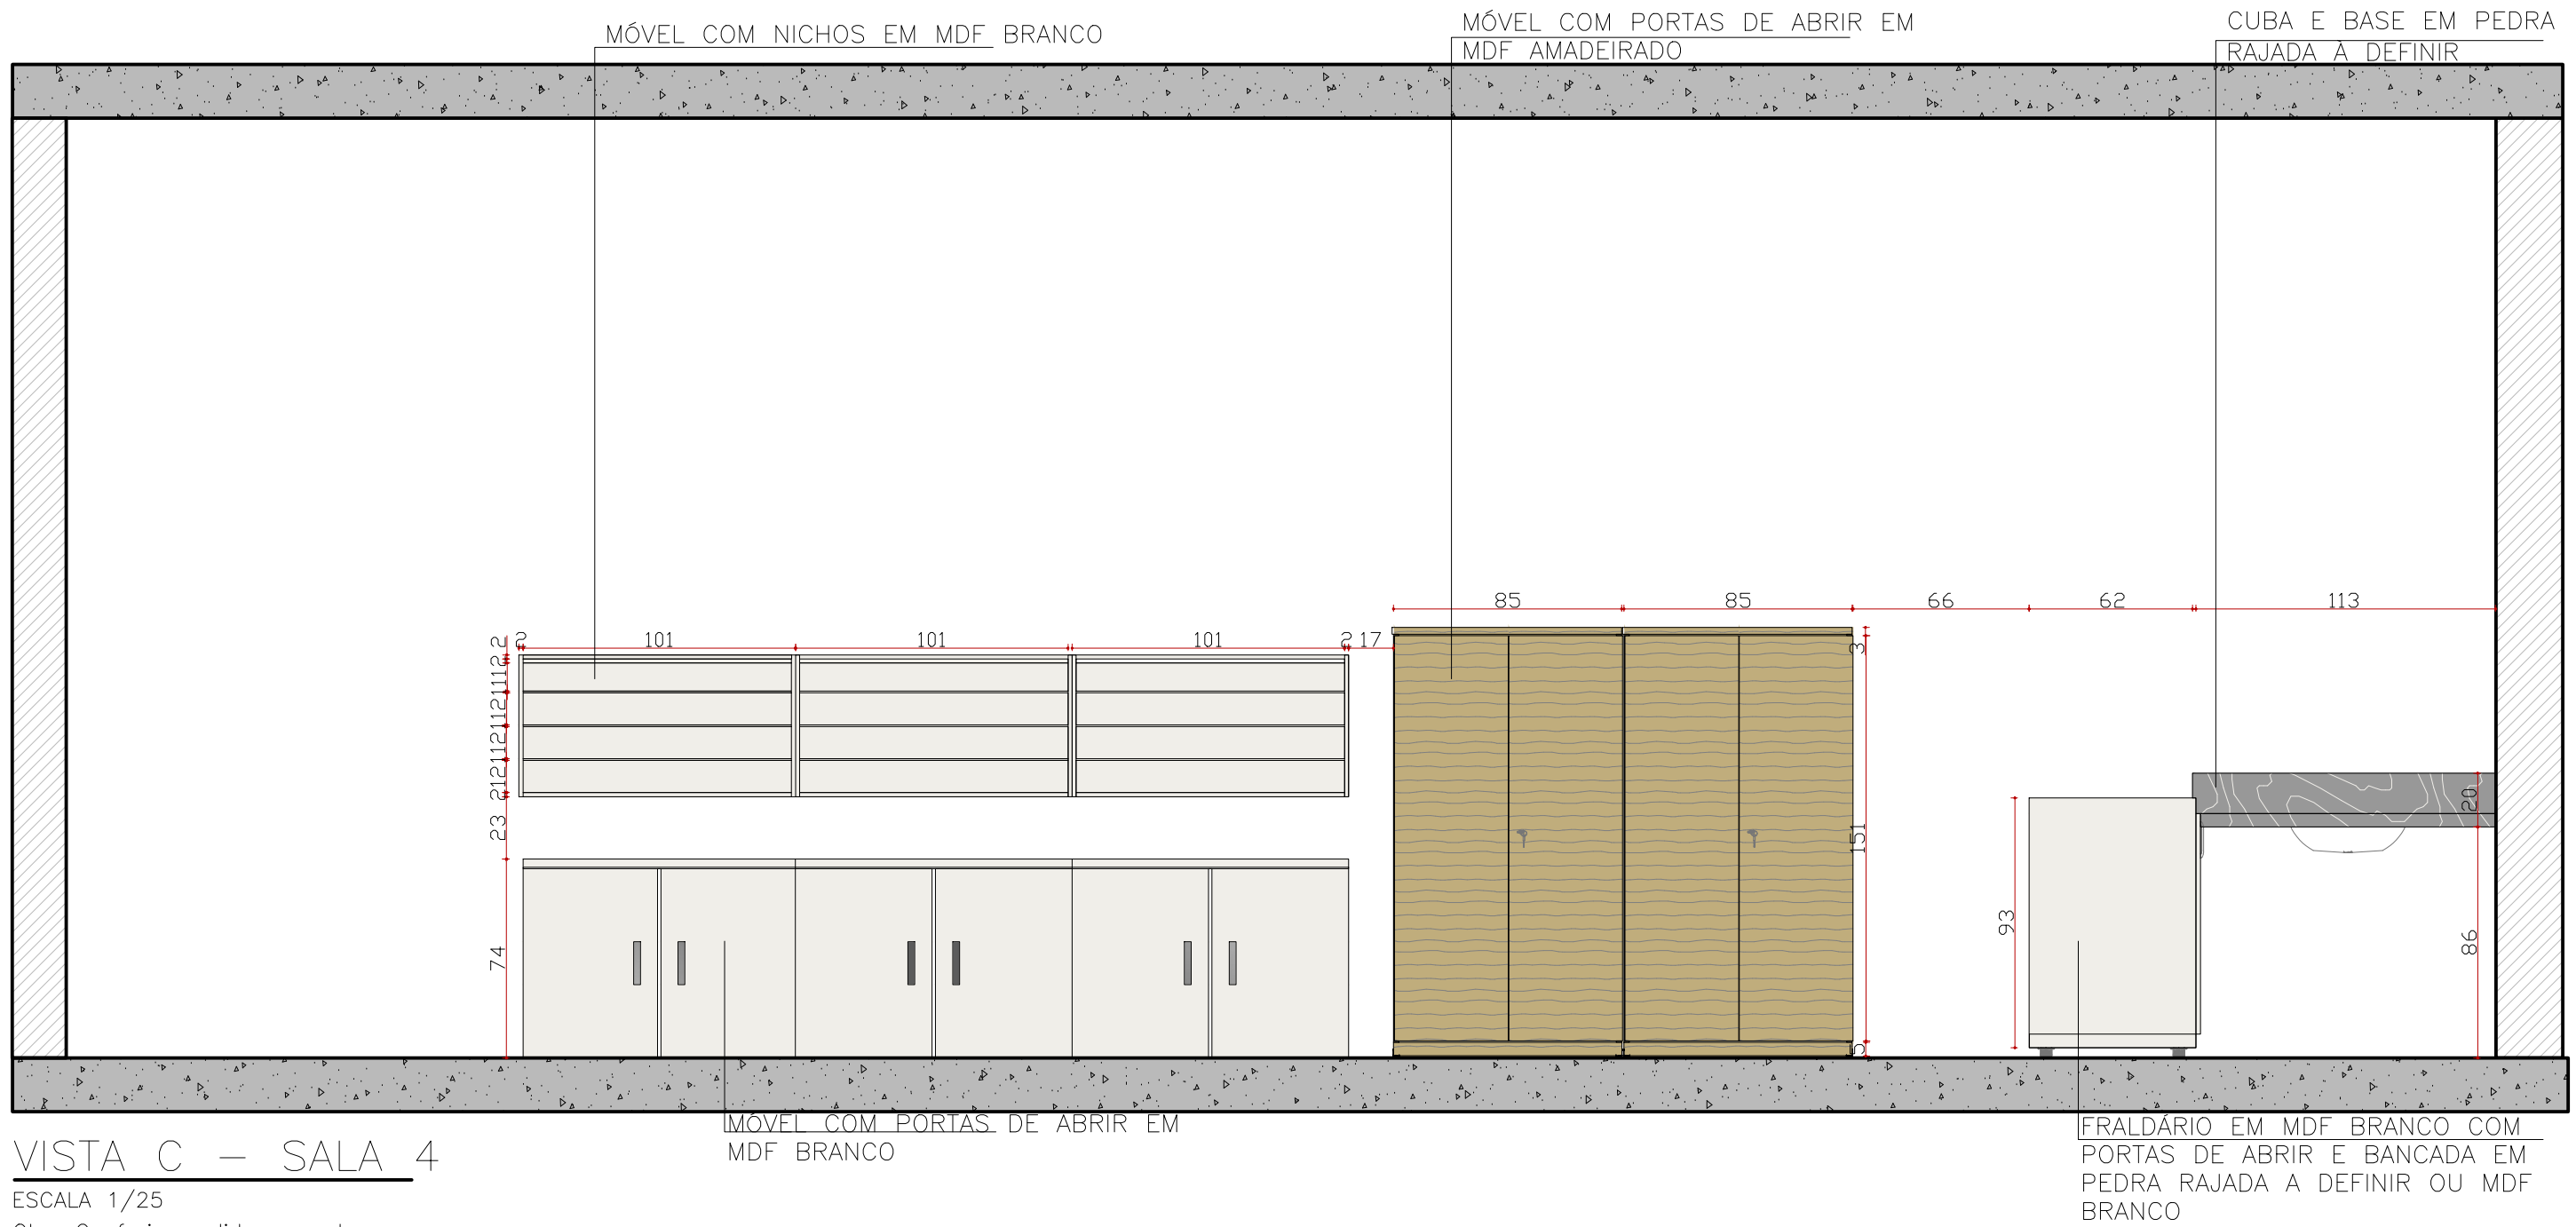 MÓVEL COM NICHOS EM MDF BRANCO
MÓVEL COM PORTAS DE ABRIR EM
MDF AMADEIRADO
CUBA E BASE EM PEDRA
RAJADA À DEFINIR
85 85 66 62 113
2 101 101 101 2 17
2
2
11
2
11
2
11
2
12
2
23
74
3
151
5
93
20
86
MÓVEL COM PORTAS DE ABRIR EM
MDF BRANCO
FRALDÁRIO EM MDF BRANCO COM
PORTAS DE ABRIR E BANCADA EM
PEDRA RAJADA A DEFINIR OU MDF
BRANCO
VISTA C - SALA 4
ESCALA 1/25